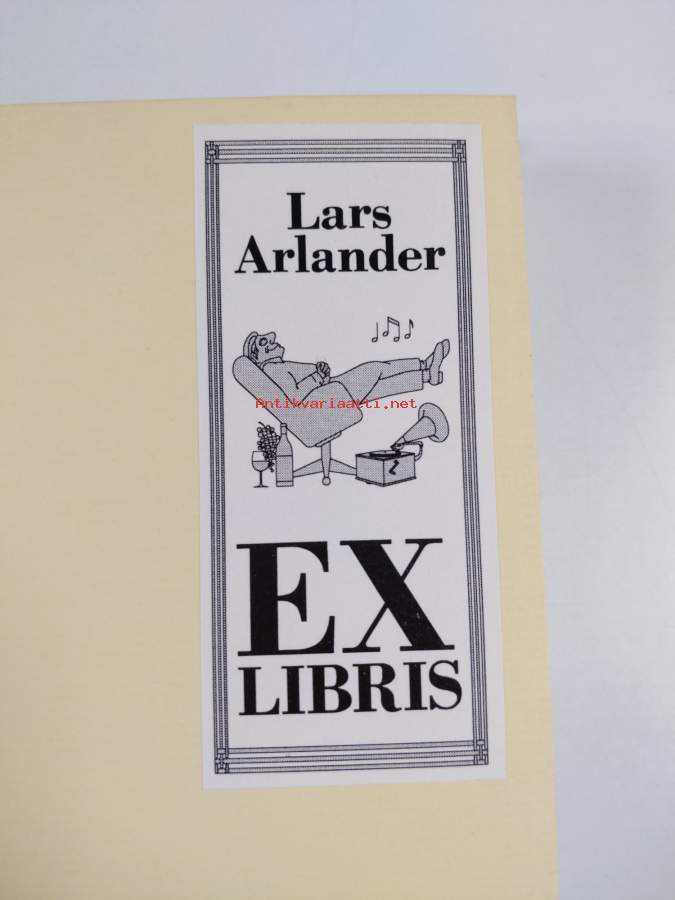 Lars
Arlander
Antikvariaatti.net
EX
LIBRIS